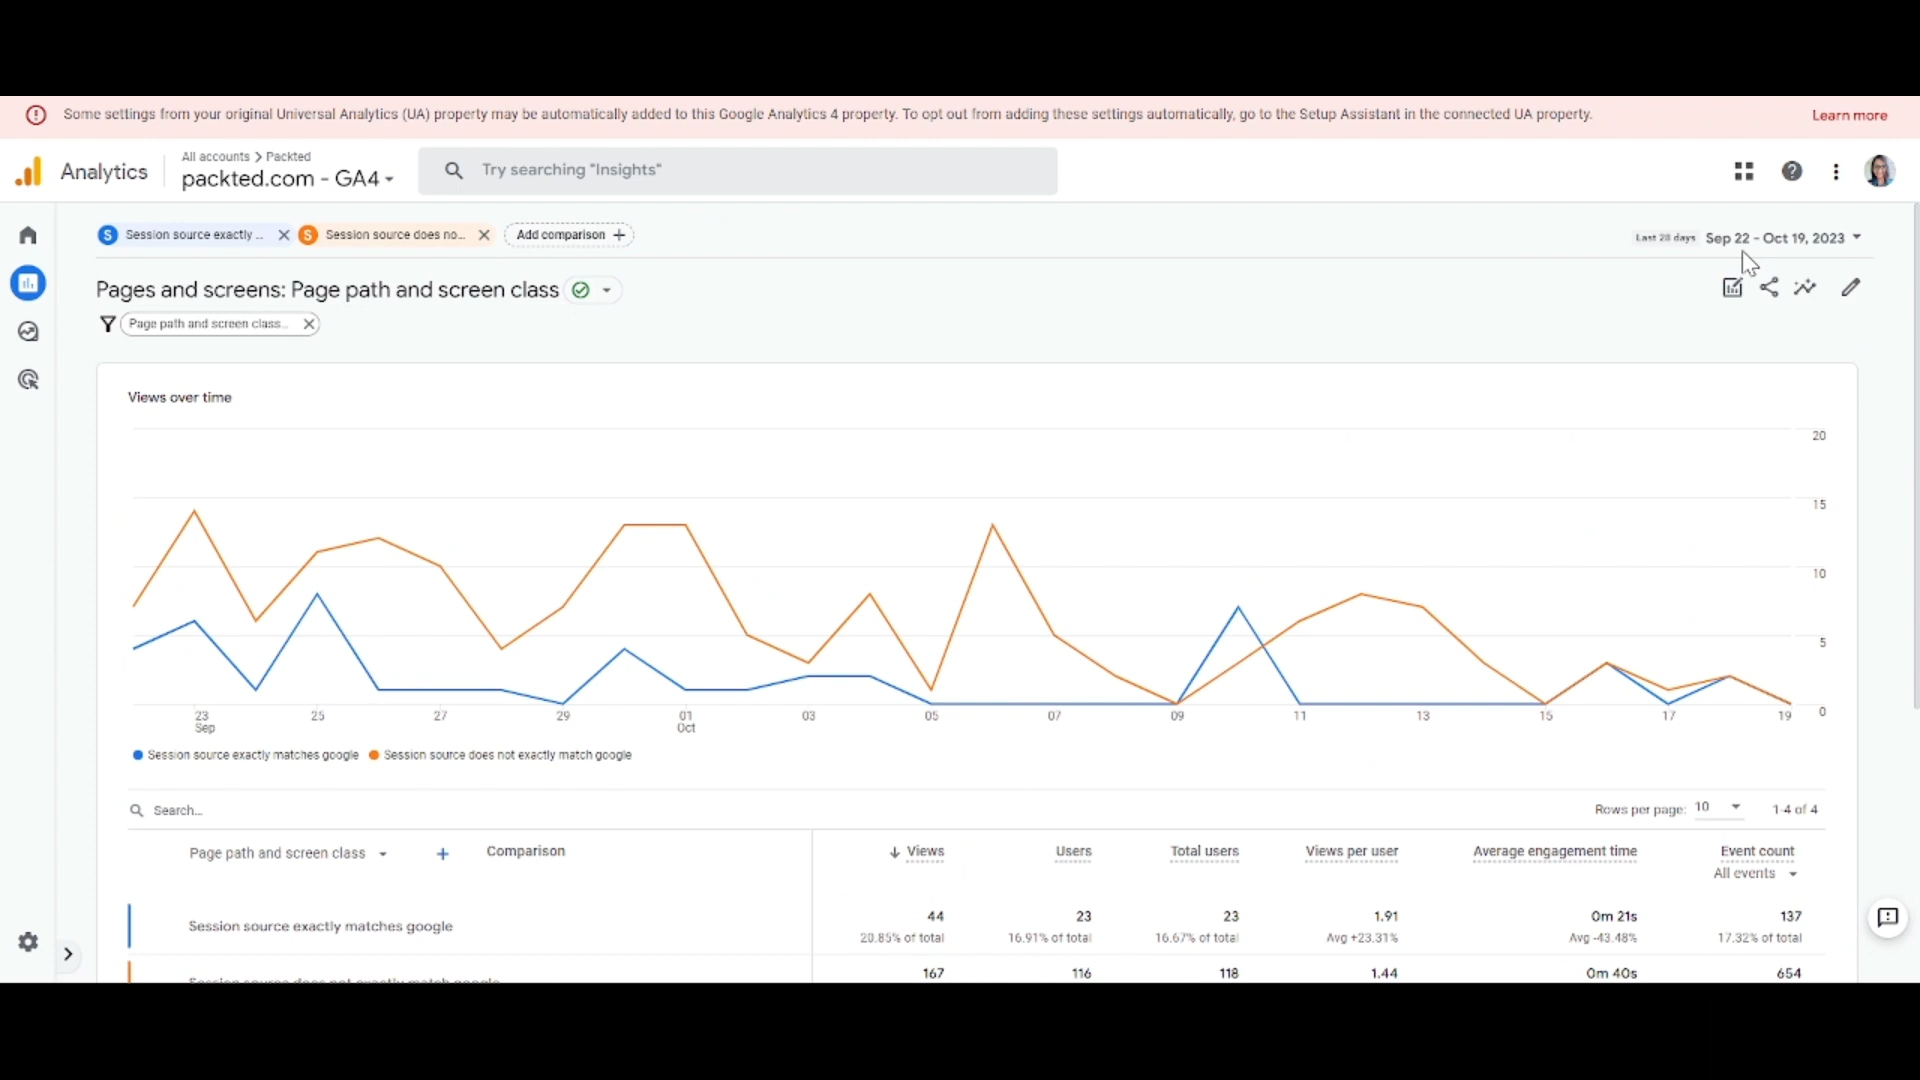 Some settings from your original Universal Analytics (UA) property may be automatically added to this Google Analytics 4 property. To opt out from adding these settings automatically, go to the Setup Assistant in the connected UA property.
Learn more
Analytics
All accounts > Packted
packted.com - GA4
Try searching "Insights"
S Session source exactly ...
S Session source does no...
Add comparison +
Last 28 days Sep 22 - Oct 19, 2023
Pages and screens: Page path and screen class
Page path and screen class...
Views over time
20
15
10
5
0
23 25 27 29 01 03 05 07 09 11 13 15 17 19
Sep Oct
Session source exactly matches google Session source does not exactly match google
Search...
Rows per page: 10 1-4 of 4
Page path and screen class + Comparison Views Users Total users Views per user Average engagement time Event count
All events
Session source exactly matches google 44 23 23 1.91 0m 21s 137
20.85% of total 16.91% of total 16.67% of total Avg +23.31% Avg -43.48% 17.32% of total
Session source does not exactly match google 167 116 118 1.44 0m 40s 654